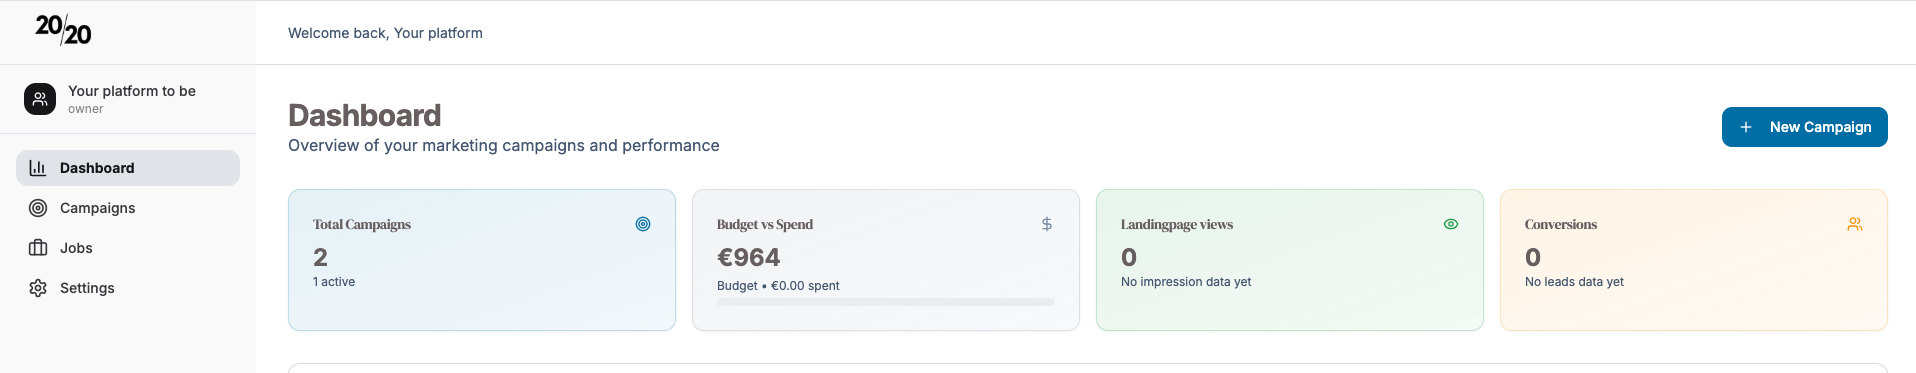 20/20
Welcome back, Your platform
Your platform to be
owner
Dashboard
Campaigns
Jobs
Settings
Dashboard
Overview of your marketing campaigns and performance
New Campaign
Total Campaigns
2
1 active
Budget vs Spend
€964
Budget • €0.00 spent
Landingpage views
0
No impression data yet
Conversions
0
No leads data yet